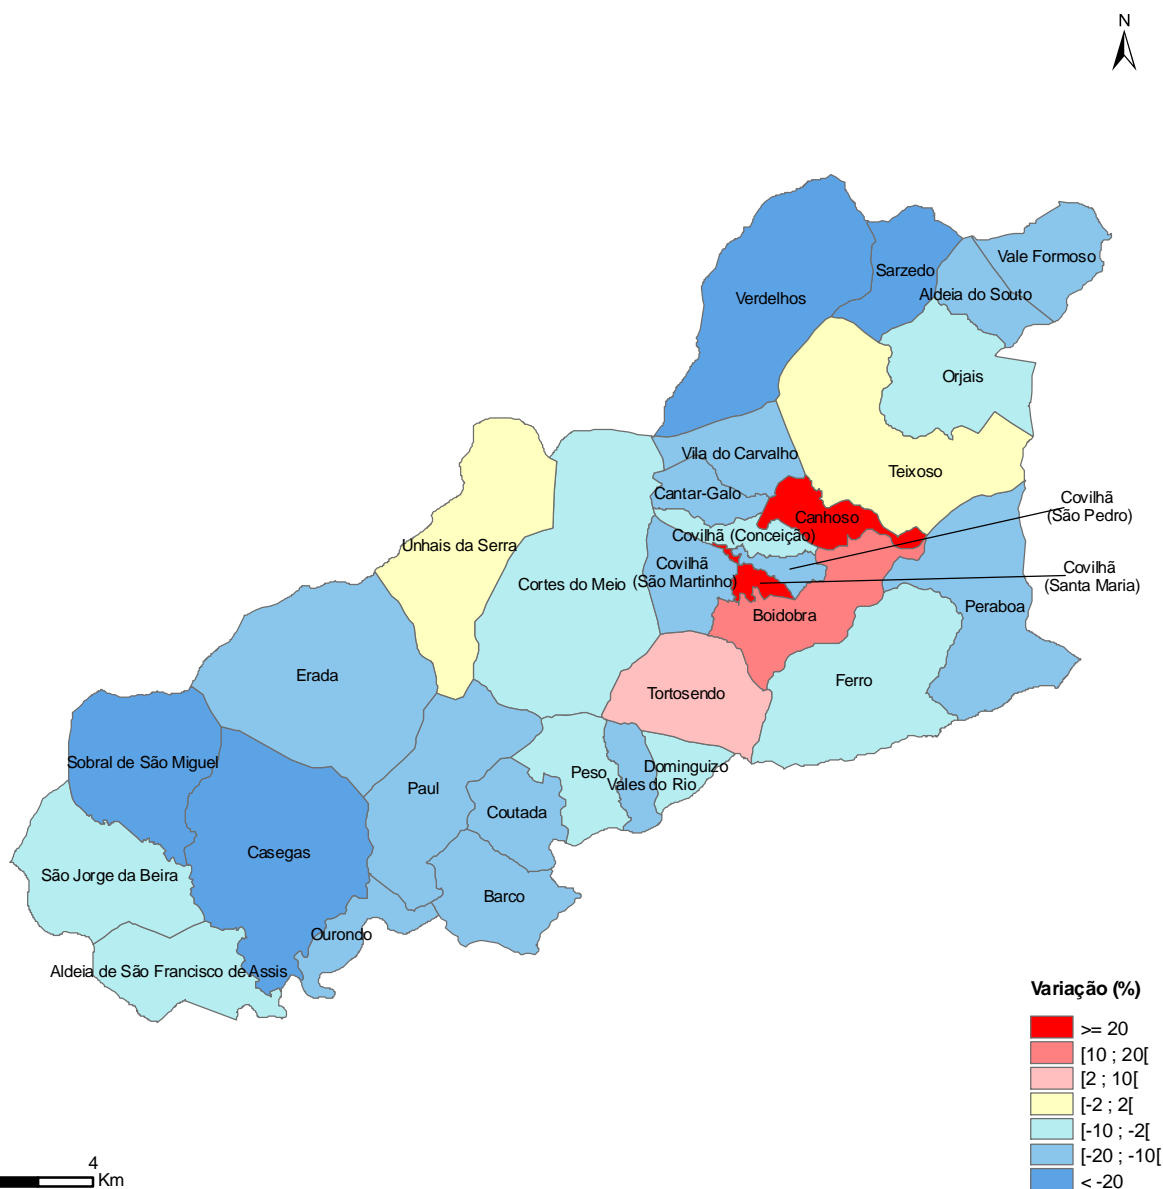 N
Vale Formoso
Sarzedo
Aldeia do Souto
Verdelhos
Orjais
Vila do Carvalho
Teixoso
Cantar-Galo
Covilhã
(São Pedro)
Canhoso
Covilhã (Conceição)
Unhais da Serra
Covilhã
(São Martinho)
Cortes do Meio
Covilhã
(Santa Maria)
Peraboa
Boidobra
Erada
Ferro
Tortosendo
Sobral de São Miguel
Dominguizo
Peso
Vales do Rio
Paul
Coutada
Casegas
São Jorge da Beira
Barco
Ourondo
Aldeia de São Francisco de Assis
Variação (%)
>= 20
[10 ; 20[
[2 ; 10[
[-2 ; 2[
[-10 ; -2[
[-20 ; -10[
< -20
4
Km